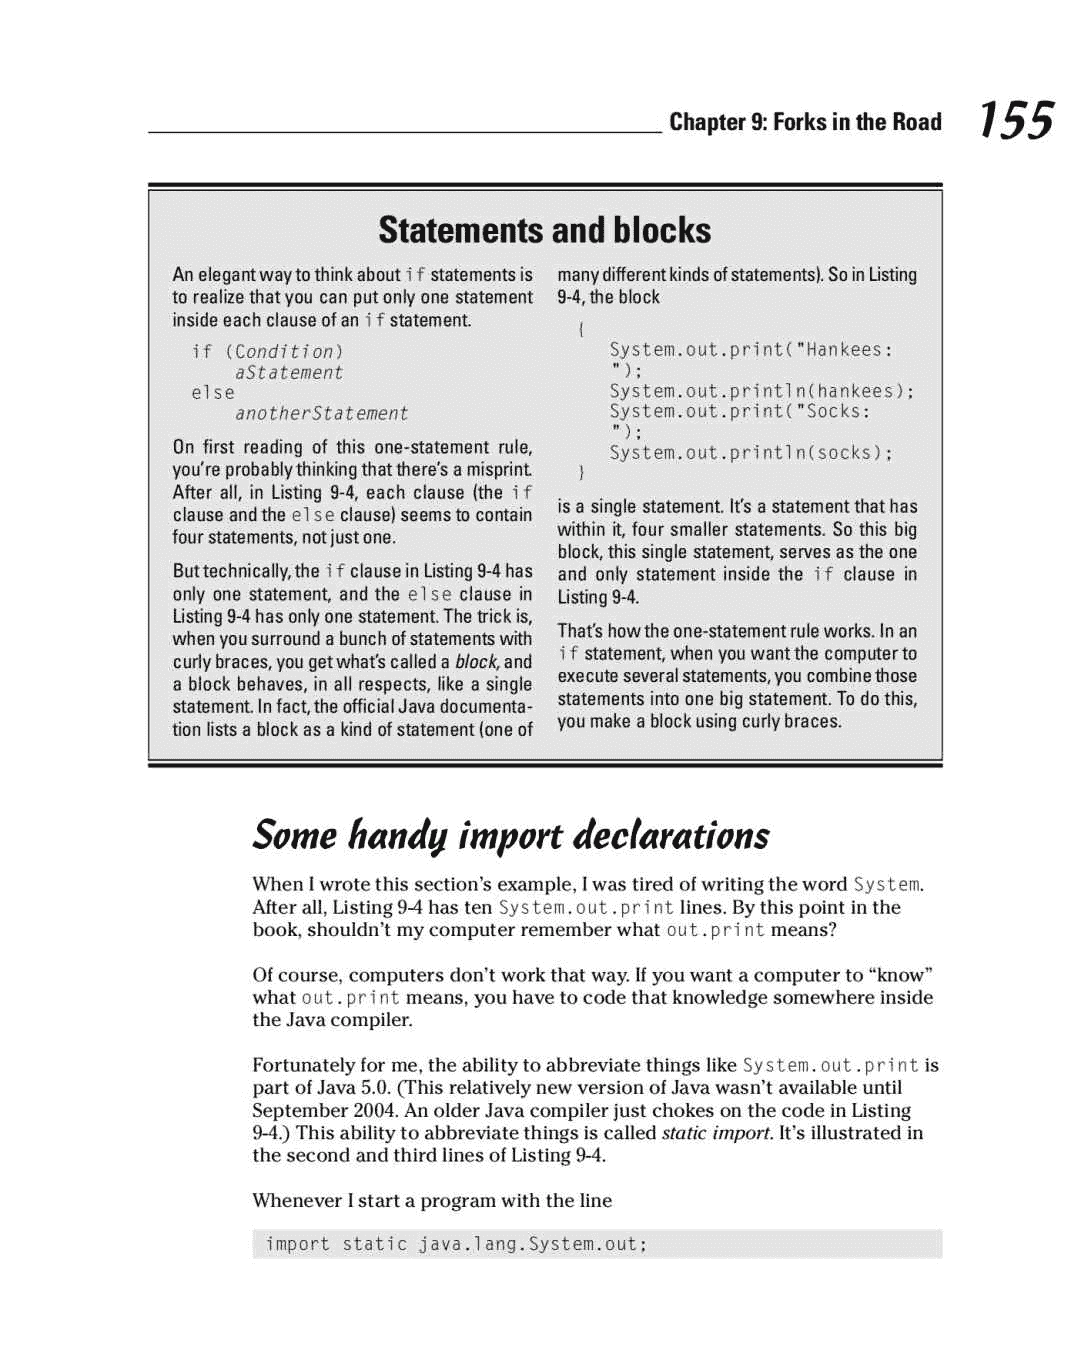 Chapter 9: Forks in the Road 155
Statements and blocks
An elegant way to think about if statements is
to realize that you can put only one statement
inside each clause of an if statement.
if (Condition)
aStatement
else
anotherStatement
On first reading of this one-statement rule,
you're probably thinking that there's a misprint.
After all, in Listing 9-4, each clause (the if
clause and the else clause) seems to contain
four statements, not just one.
But technically, the if clause in Listing 9-4 has
only one statement, and the else clause in
Listing 9-4 has only one statement. The trick is,
when you surround a bunch of statements with
curly braces, you get what's called a block, and
a block behaves, in all respects, like a single
statement. In fact, the official Java documenta-
tion lists a block as a kind of statement (one of
many different kinds of statements). So in Listing
9-4, the block
{
System.out.print("Hankees:
");
System.out.println(hankees);
System.out.print("Socks:
");
System.out.println(socks);
}
is a single statement. It's a statement that has
within it, four smaller statements. So this big
block, this single statement, serves as the one
and only statement inside the if clause in
Listing 9-4.
That's how the one-statement rule works. In an
if statement, when you want the computer to
execute several statements, you combine those
statements into one big statement. To do this,
you make a block using curly braces.
Some handy import declarations
When I wrote this section's example, I was tired of writing the word System.
After all, Listing 9-4 has ten System.out.print lines. By this point in the
book, shouldn't my computer remember what out.print means?
Of course, computers don't work that way. If you want a computer to “know”
what out.print means, you have to code that knowledge somewhere inside
the Java compiler.
Fortunately for me, the ability to abbreviate things like System.out.print is
part of Java 5.0. (This relatively new version of Java wasn't available until
September 2004. An older Java compiler just chokes on the code in Listing
9-4.) This ability to abbreviate things is called static import. It's illustrated in
the second and third lines of Listing 9-4.
Whenever I start a program with the line
import static java.lang.System.out;